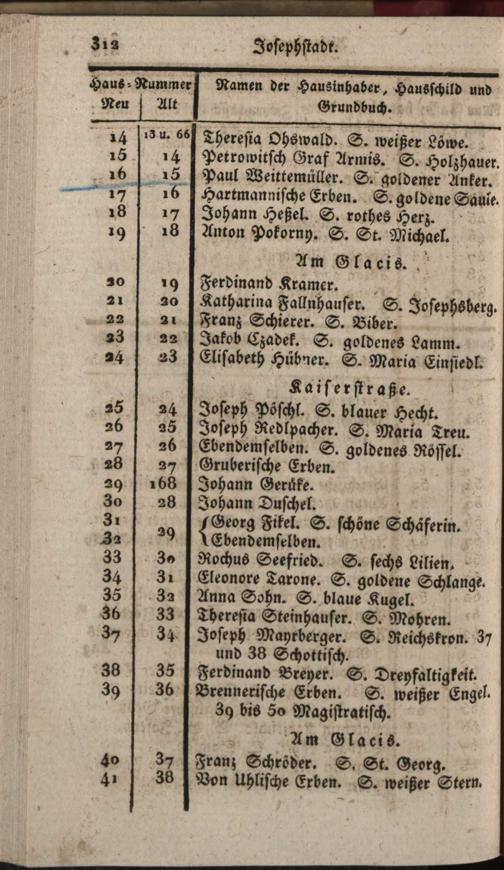 312 Josephstadt.
Haus-Nummer Namen der Hausinhaber, Hausschild und
Neu Alt Grundbuch.
14 13 u. 66 Theresia Ohswald. S. weißer Löwe.
15 14 Petrowitsch Graf Armis. S. Holzhauer.
16 15 Paul Weittemüller. S. goldener Anker.
17 16 Hartmannische Erben. S. goldene Säule.
18 17 Johann Heßel. S. rothes Herz.
19 18 Anton Pokorny. S. St. Michael.
Am Glacis.
20 19 Ferdinand Kramer.
21 20 Katharina Fallnhauser. S. Josephsberg.
22 21 Franz Schierer. S. Biber.
23 22 Jakob Czadek. S. goldenes Lamm.
24 23 Elisabeth Hübner. S. Maria Einsiedl.
Kaiserstraße.
25 24 Joseph Pöschl. S. blauer Hecht.
26 25 Joseph Redlpacher. S. Maria Treu.
27 26 Ebendemselben. S. goldenes Rössel.
28 27 Gruberische Erben.
29 168 Johann Gerüke.
30 28 Johann Duschel.
31 29 {Georg Fikel. S. schöne Schäferin.
32 Ebendemselben.
33 30 Rochus Seefried. S. sechs Lilien.
34 31 Eleonore Tarone. S. goldene Schlange.
35 32 Anna Sohn. S. blaue Kugel.
36 33 Theresia Steinhauser. S. Mohren.
37 34 Joseph Mayrberger. S. Reichskron. 37
und 38 Schottisch.
38 35 Ferdinand Breyer. S. Dreyfaltigkeit.
39 36 Brennerische Erben. S. weißer Engel.
39 bis 50 Magistratisch.
Am Glacis.
40 37 Franz Schröder. S. St. Georg.
41 38 Von Uhlische Erben. S. weißer Stern.